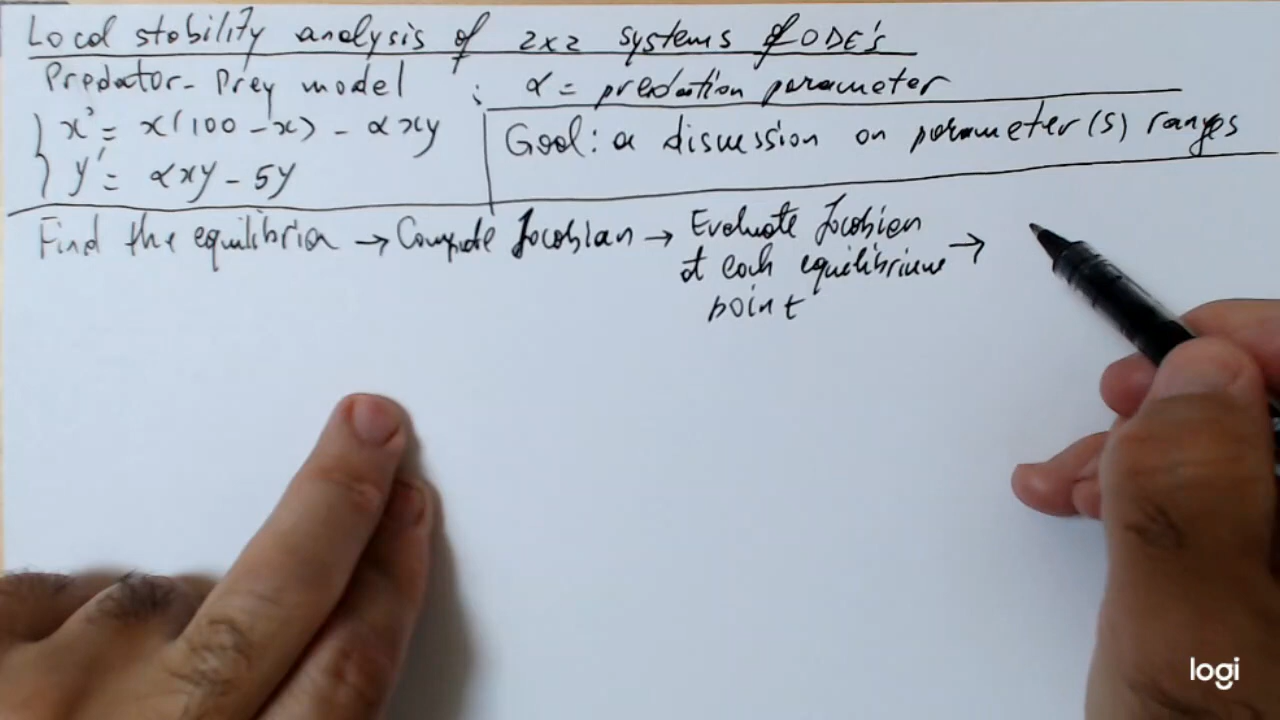 Local stability analysis of 2x2 systems of ODE's
Predator-Prey model ; α = predation parameter
x' = x(100 - x) - αxy
Goal: a discussion on parameter(s) ranges
y' = αxy - 5y
Find the equilibria → Compute Jacobian → Evaluate Jacobian
at each equilibrium →
point
logi